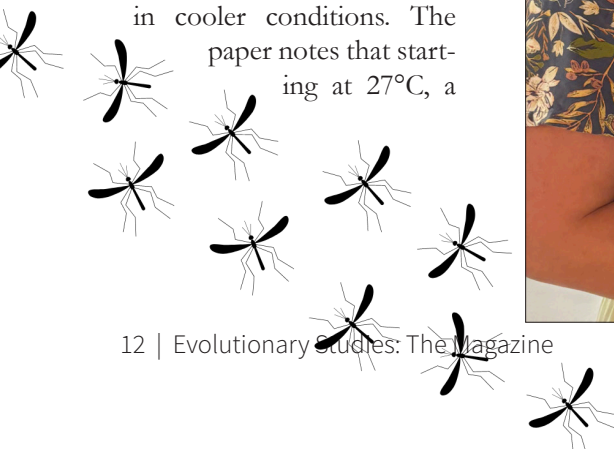 in cooler conditions. The
paper notes that start-
ing at 27°C, a
12 | Evolutionary Studies: The Magazine